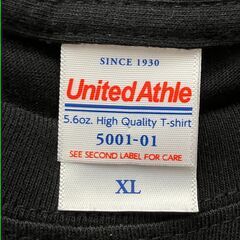 SINCE 1930
United Athle
5.6oz. High Quality T-shirt
5001-01
SEE SECOND LABEL FOR CARE
XL